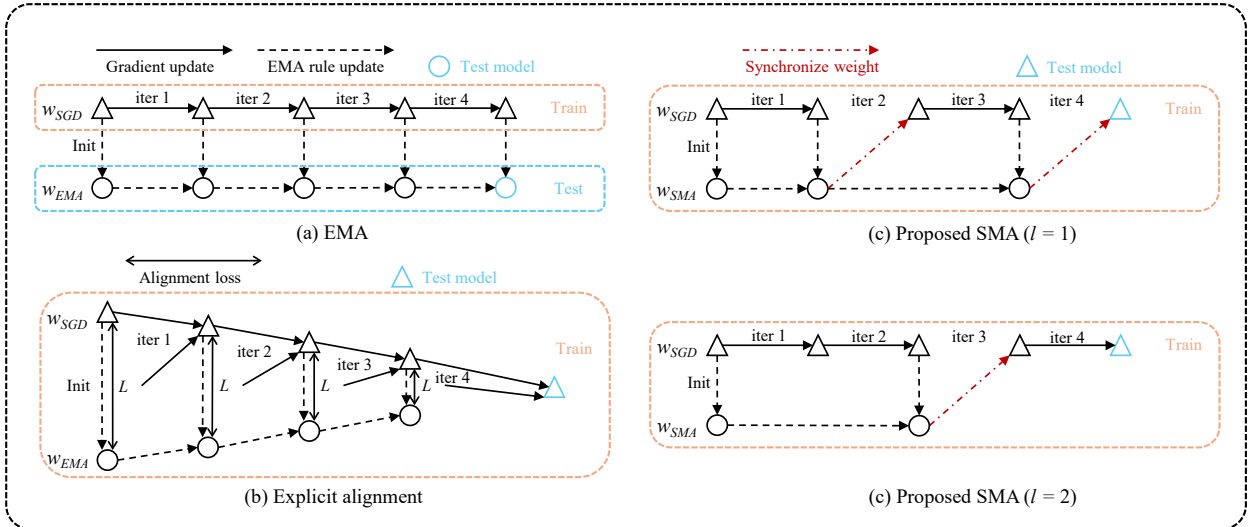 Gradient update
EMA rule update
Test model
w_SGD
iter 1
iter 2
iter 3
iter 4
Train
Init
w_EMA
Test
(a) EMA
Alignment loss
Test model
w_SGD
iter 1
iter 2
iter 3
iter 4
Train
Init
L
L
L
L
w_EMA
(b) Explicit alignment
Synchronize weight
Test model
w_SGD
iter 1
iter 2
iter 3
iter 4
Train
Init
w_SMA
(c) Proposed SMA (l = 1)
w_SGD
iter 1
iter 2
iter 3
iter 4
Train
Init
w_SMA
(c) Proposed SMA (l = 2)